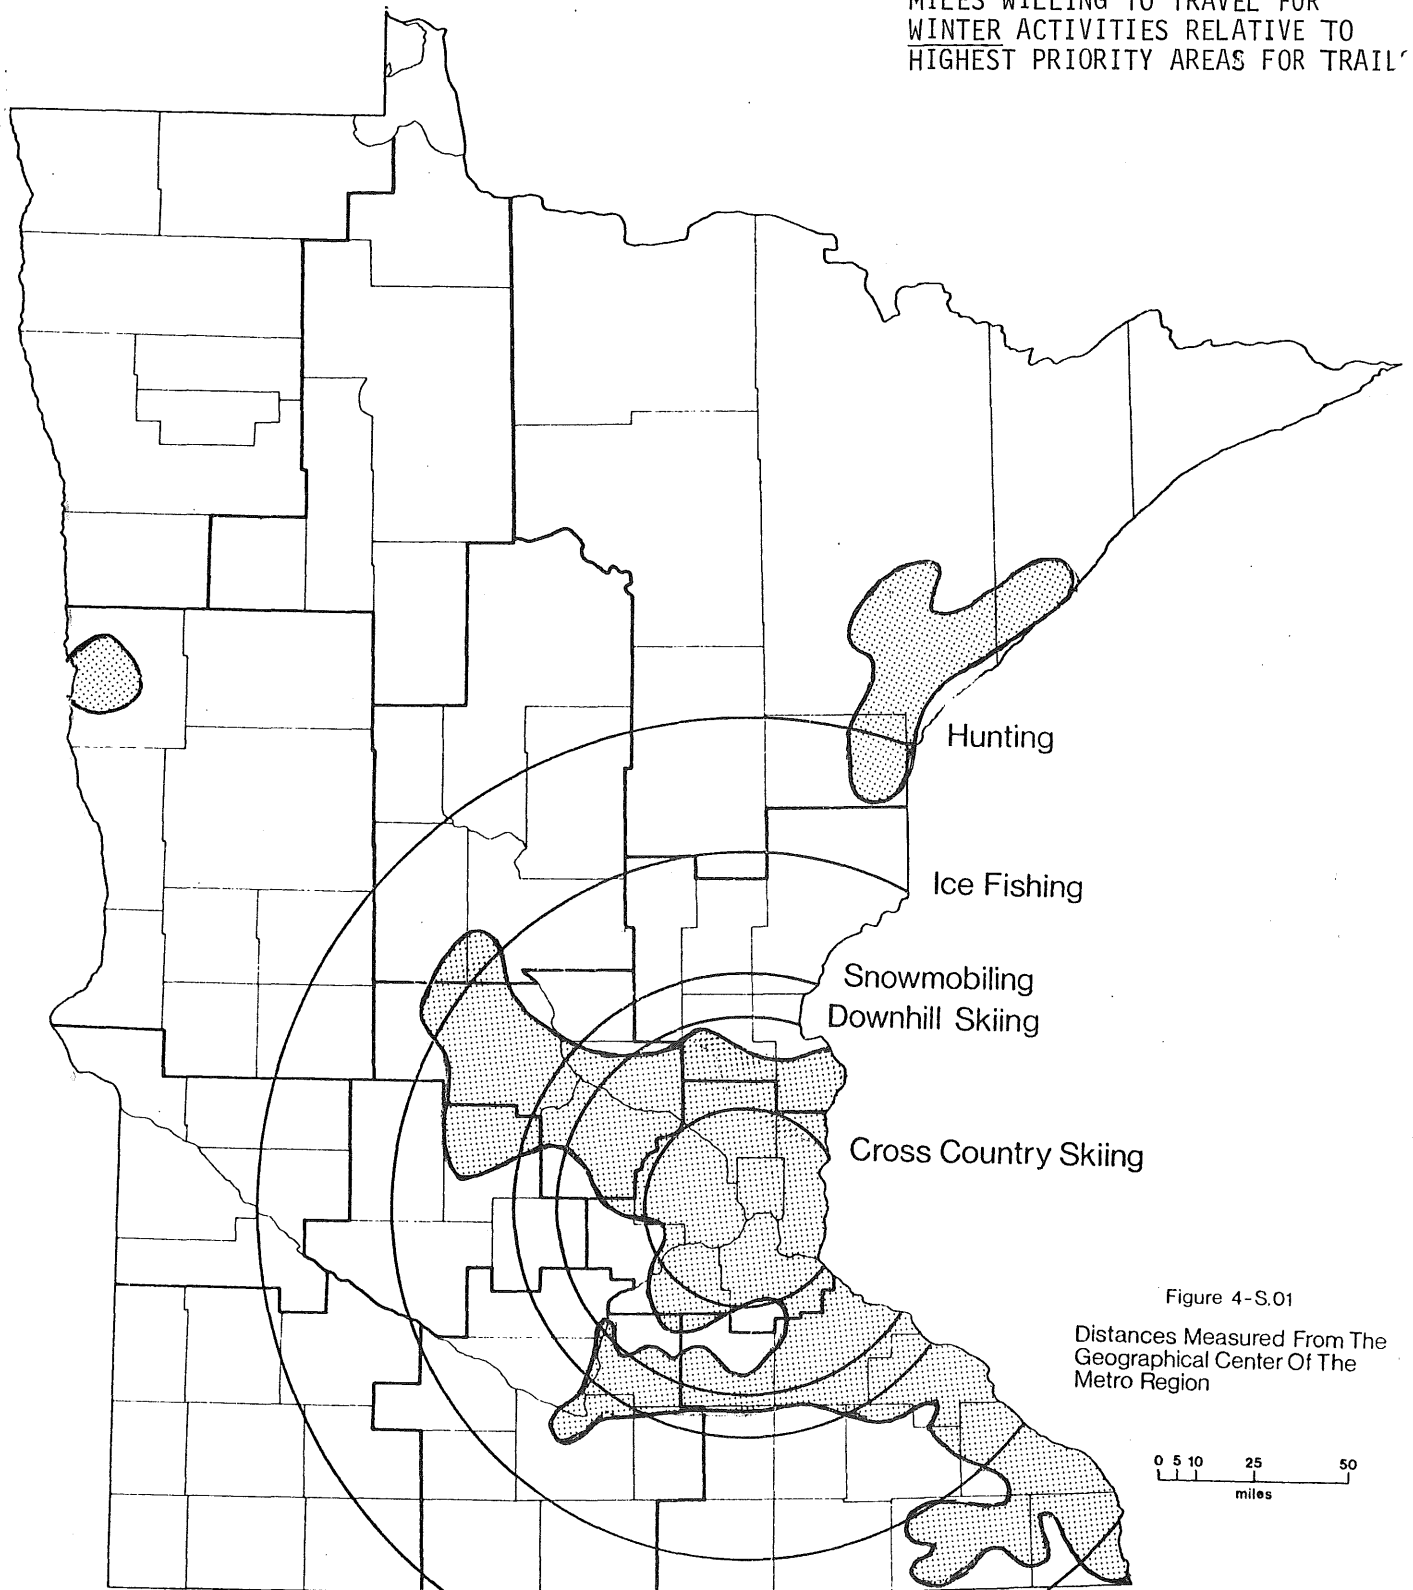 MILES WILLING TO TRAVEL FOR
WINTER ACTIVITIES RELATIVE TO
HIGHEST PRIORITY AREAS FOR TRAIL
Hunting
Ice Fishing
Snowmobiling
Downhill Skiing
Cross Country Skiing
Figure 4-S.01
Distances Measured From The
Geographical Center Of The
Metro Region
0 5 10 25 50
miles